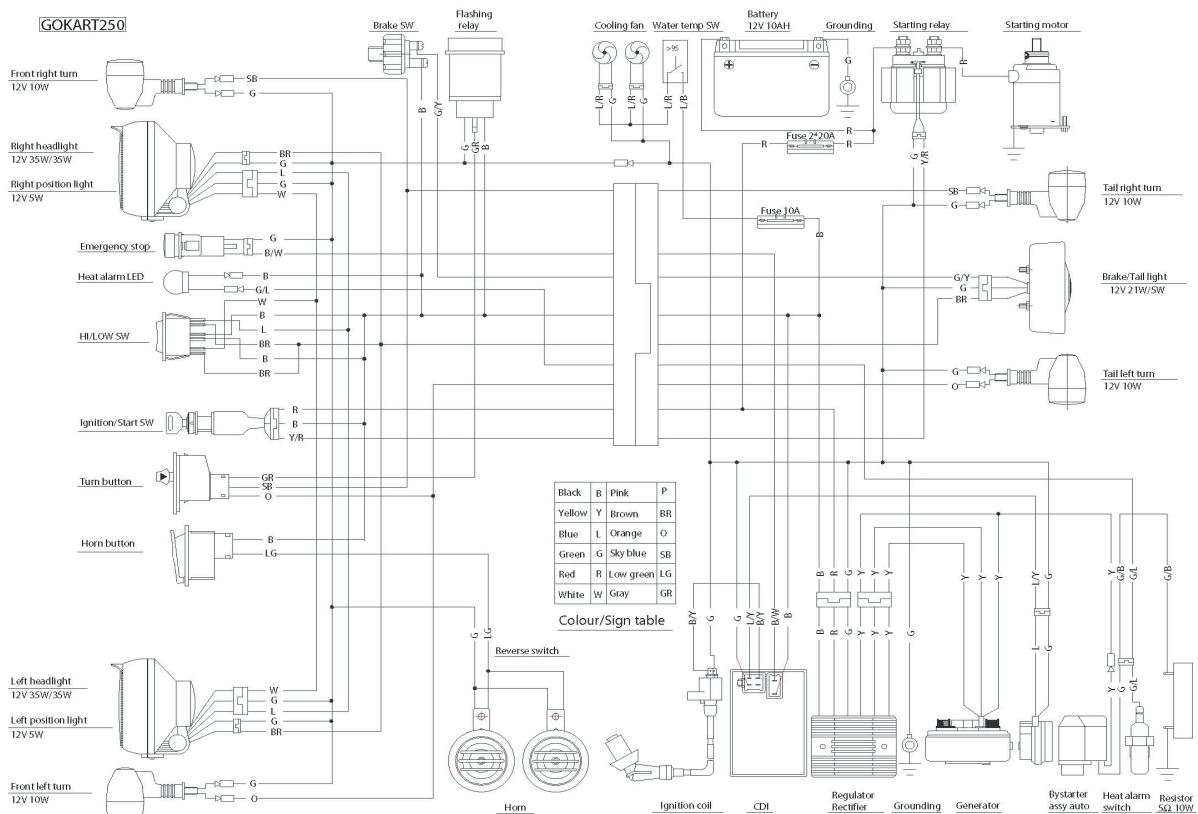 GOKART250
Brake SW
Flashing
relay
Cooling fan
Water temp SW
Battery
12V 10AH
Grounding
Starting relay
Starting motor
Front right turn
12V 10W
SB
G
B
G/Y
G
GR
B
L/R
G
L/R
G
>95
L/R
L/B
G
R
R
Fuse 2*20A
R
R
G
Y/R
Right headlight
12V 35W/35W
Right position light
12V 5W
BR
G
L
G
W
SB
G
Tail right turn
12V 10W
Fuse 10A
B
Emergency stop
G
B/W
Heat alarm LED
B
G/L
W
B
L
BR
B
BR
HI/LOW SW
G/Y
G
BR
Brake/Tail light
12V 21W/5W
G
O
Tail left turn
12V 10W
Ignition/Start SW
R
B
Y/R
Turn button
GR
SB
O
Horn button
B
LG
Black B Pink P
Yellow Y Brown BR
Blue L Orange O
Green G Sky blue SB
Red R Low green LG
White W Gray GR
Colour/Sign table
B
R
G
Y
Y
Y
Y
Y
Y
L/Y
G
Y
G/B
G/L
G/B
G
LG
B/Y
G
G
L/Y
B/Y
B/W
B
B
R
G
Y
Y
Y
G
L
G
Y
G
G/L
Reverse switch
Left headlight
12V 35W/35W
Left position light
12V 5W
W
G
L
G
BR
Front left turn
12V 10W
G
O
Horn
Ignition coil
CDI
Regulator
Rectifier
Grounding
Generator
Bystarter
assy auto
Heat alarm
switch
Resistor
5Ω 10W